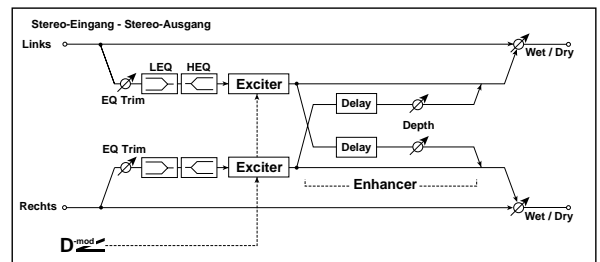 Stereo-Eingang - Stereo-Ausgang
Links
Wet / Dry
LEQ HEQ
EQ Trim
Exciter
Delay
Depth
EQ Trim
Delay
Exciter
Enhancer
Rechts
Wet / Dry
D-mod